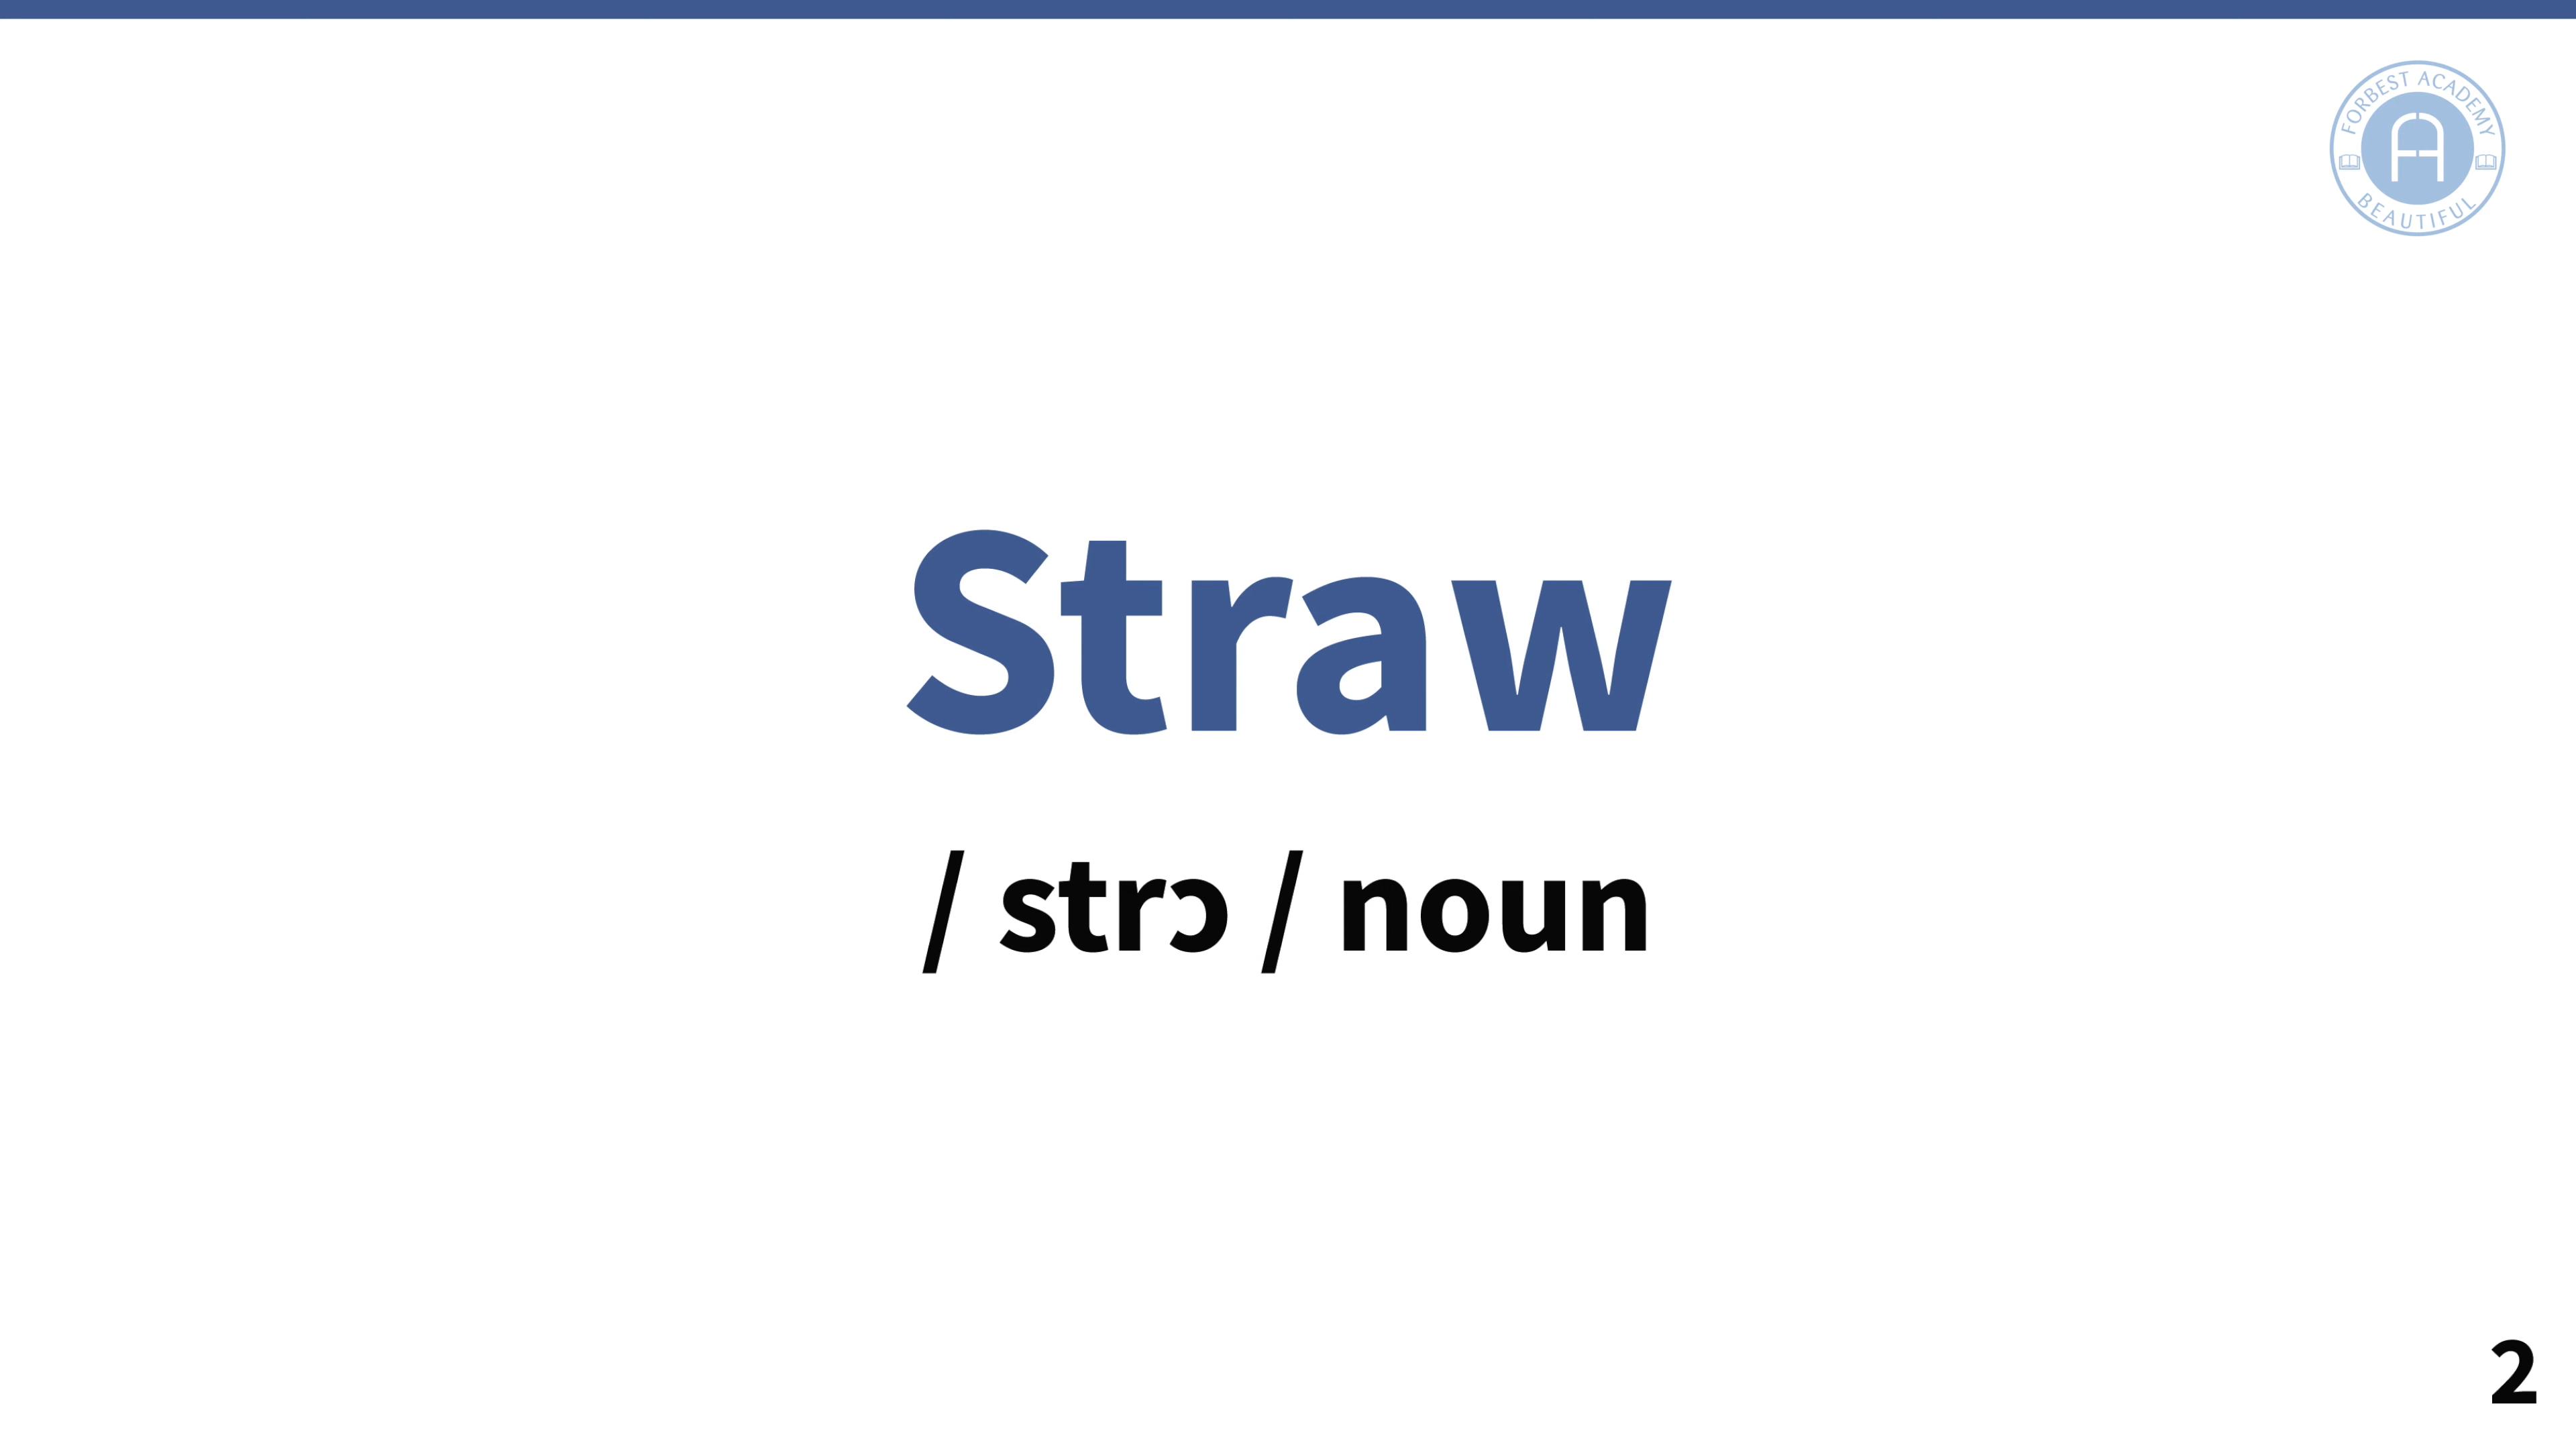 FORBEST ACADEMY
A
BEAUTIFUL
Straw
/ strɔ / noun
2